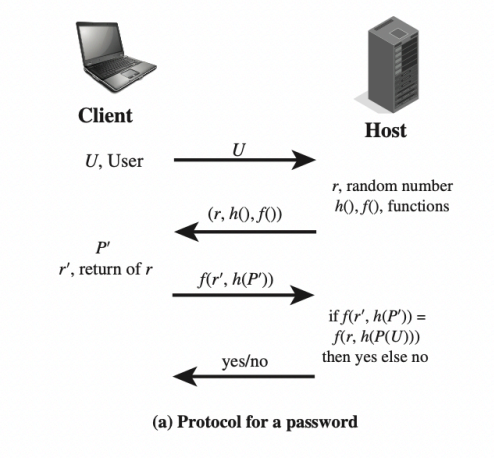 Client
Host
U, User
U
r, random number
h(), f(), functions
(r, h(), f())
P′
r′, return of r
f(r′, h(P′))
if f(r′, h(P′)) =
f(r, h(P(U)))
then yes else no
yes/no
(a) Protocol for a password